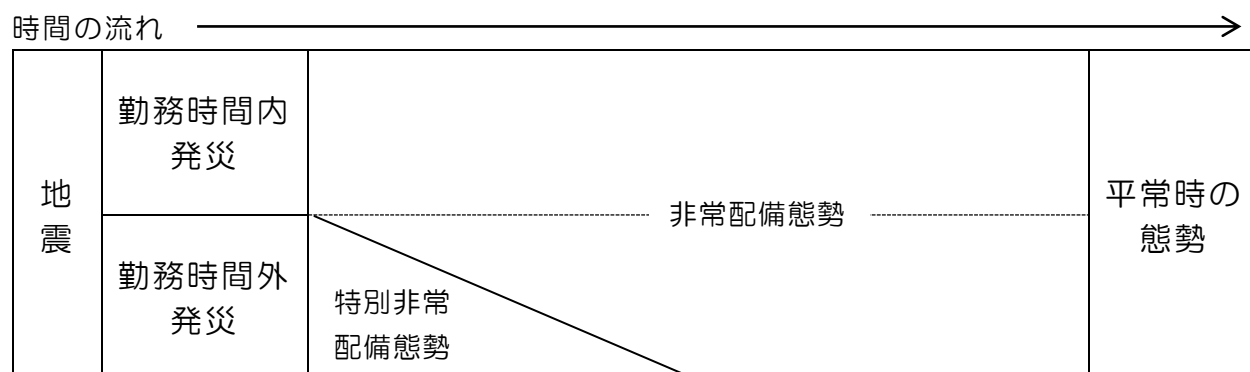 時間の流れ
地
震
勤務時間内
発災
勤務時間外
発災
非常配備態勢
特別非常
配備態勢
平常時の
態勢